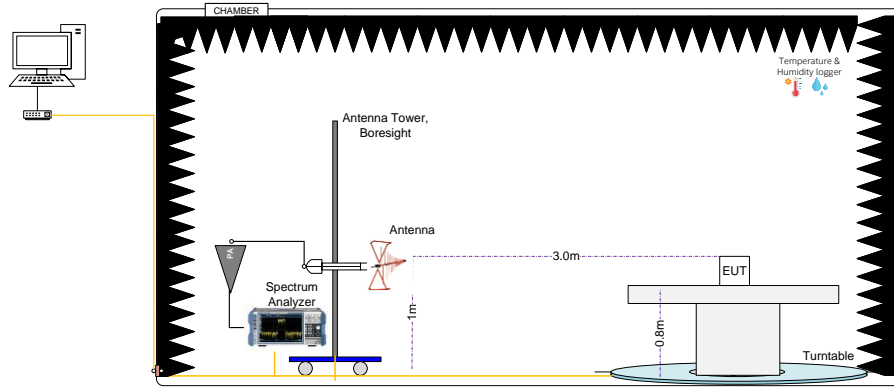 CHAMBER
Temperature &
Humidity logger
Antenna Tower,
Boresight
Antenna
PA
3.0m
EUT
Spectrum
Analyzer
1m
0.8m
Turntable